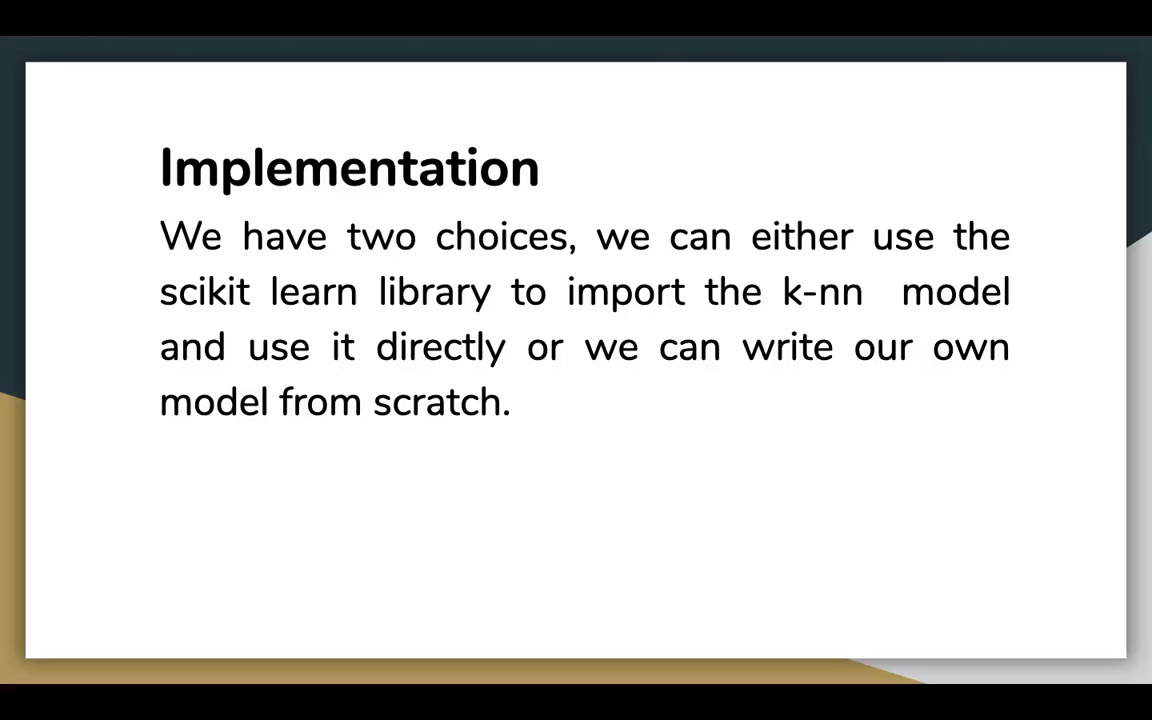 Implementation
We have two choices, we can either use the
scikit learn library to import the k-nn model
and use it directly or we can write our own
model from scratch.